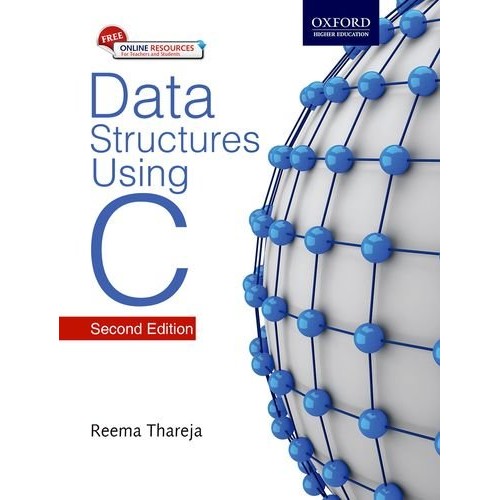 FREE
ONLINE RESOURCES
For Teachers and Students
OXFORD
HIGHER EDUCATION
Data
Structures
Using
C
Second Edition
Reema Thareja